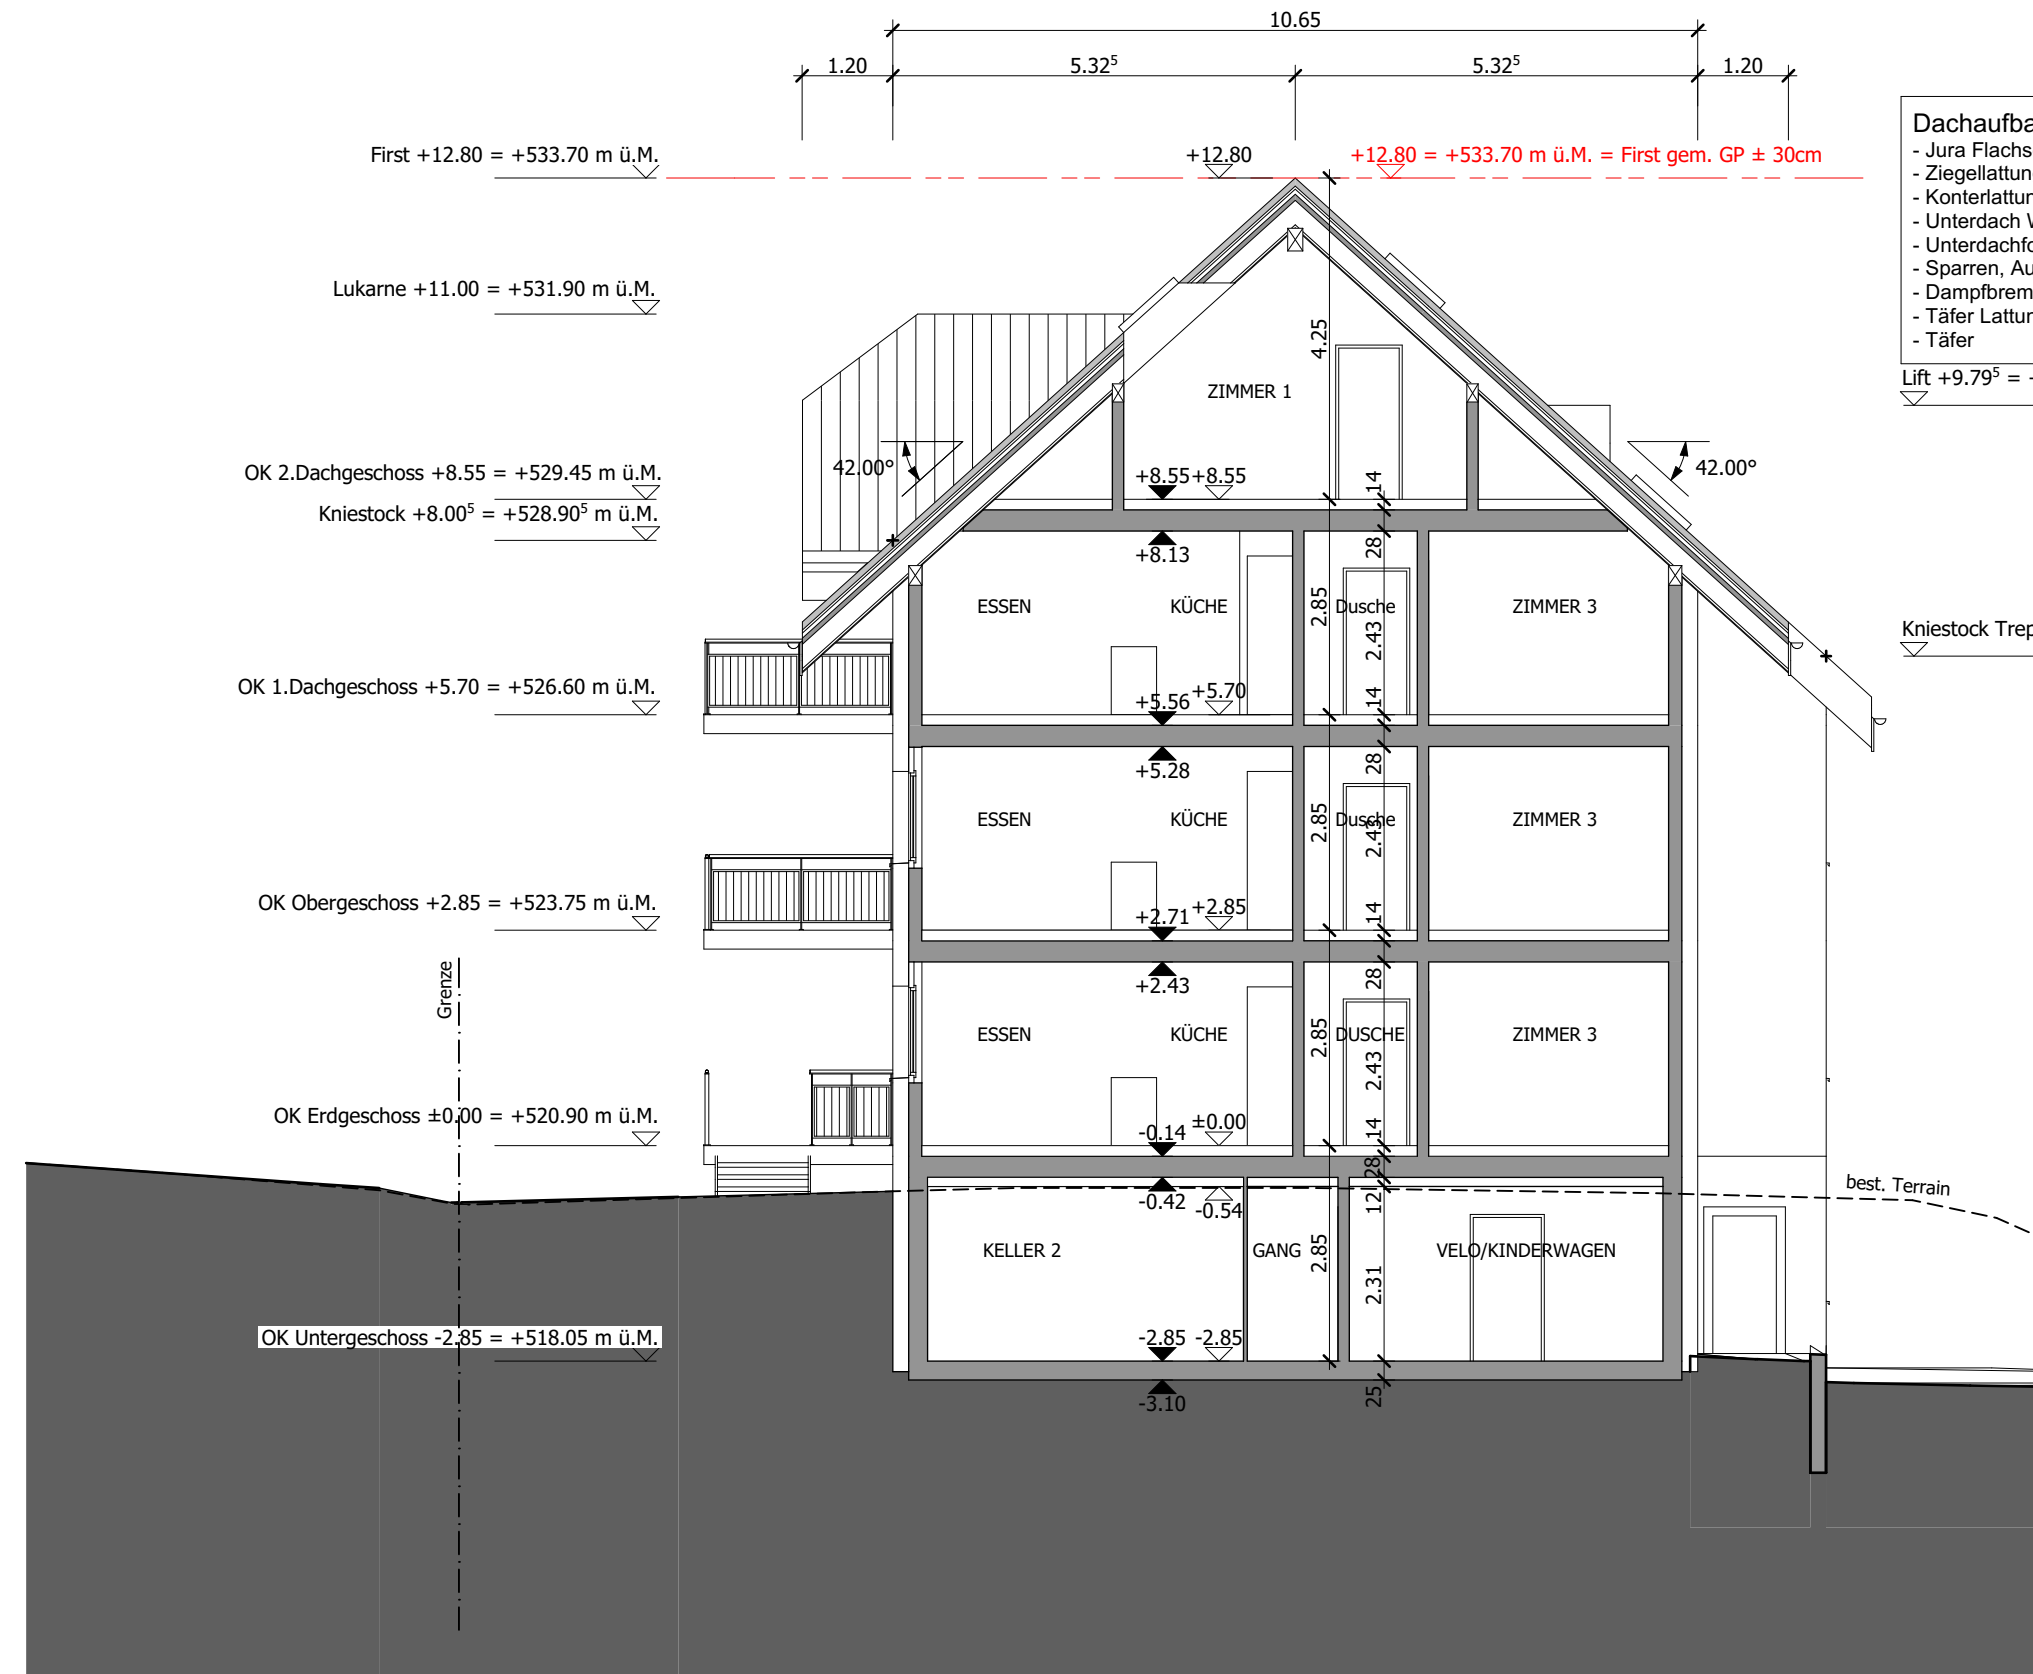 10.65
1.20
5.32⁵
5.32⁵
1.20
First +12.80 = +533.70 m ü.M.
+12.80
+12.80 = +533.70 m ü.M. = First gem. GP ± 30cm
Dachaufba
- Jura Flachs
- Ziegellattun
- Konterlattun
- Unterdach
- Unterdachfo
- Sparren, Au
- Dampfbrem
- Täfer Lattun
- Täfer
Lukarne +11.00 = +531.90 m ü.M.
4.25
Lift +9.79⁵ =
ZIMMER 1
42.00°
42.00°
OK 2.Dachgeschoss +8.55 = +529.45 m ü.M.
+8.55
+8.55
14
Kniestock +8.00⁵ = +528.90⁵ m ü.M.
+8.13
28
ESSEN
KÜCHE
2.85
Dusche
2.43
ZIMMER 3
Kniestock Trep
OK 1.Dachgeschoss +5.70 = +526.60 m ü.M.
+5.56
+5.70
14
+5.28
28
ESSEN
KÜCHE
2.85
Dusche
2.43
ZIMMER 3
OK Obergeschoss +2.85 = +523.75 m ü.M.
+2.71
+2.85
14
Grenze
+2.43
28
ESSEN
KÜCHE
2.85
DUSCHE
2.43
ZIMMER 3
OK Erdgeschoss ±0.00 = +520.90 m ü.M.
-0.14
±0.00
14
28
-0.42
-0.54
12
best. Terrain
KELLER 2
GANG
2.85
VELO/KINDERWAGEN
2.31
OK Untergeschoss -2.85 = +518.05 m ü.M.
-2.85
-2.85
-3.10
25